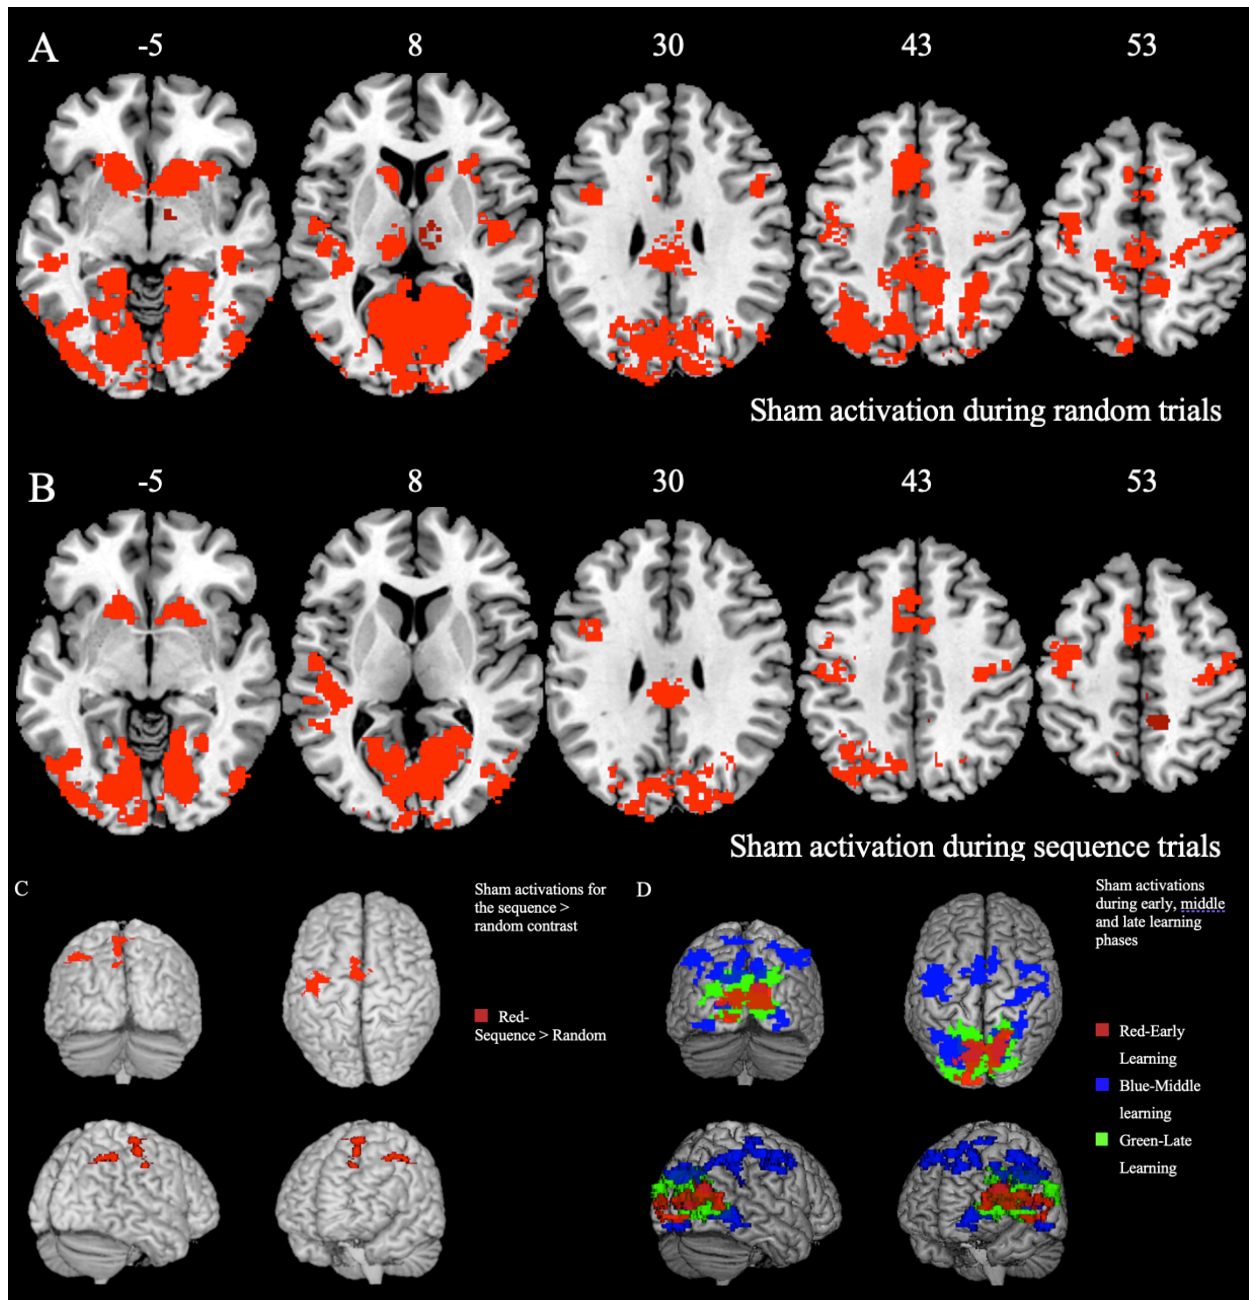 A
-5 8 30 43 53
Sham activation during random trials
B
-5 8 30 43 53
Sham activation during sequence trials
C
Sham activations for
the sequence >
random contrast
Red-
Sequence > Random
D
Sham activations
during early, middle
and late learning
phases
Red-Early
Learning
Blue-Middle
learning
Green-Late
Learning